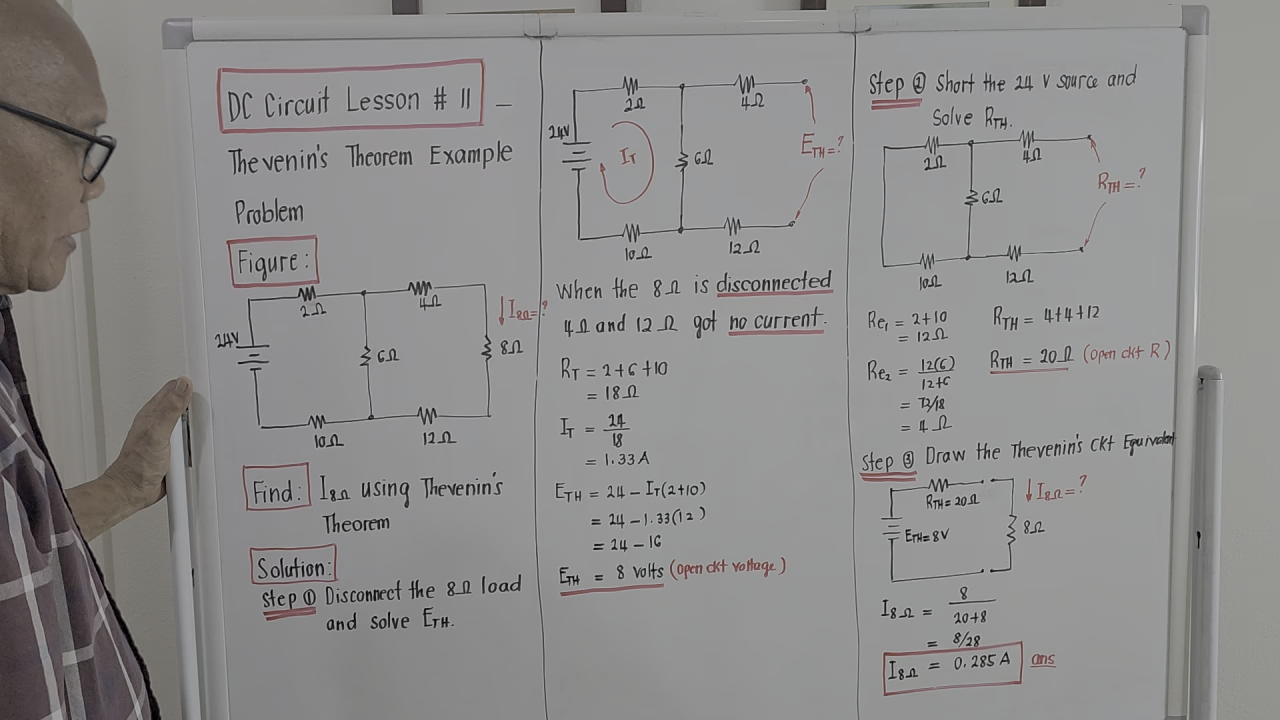 DC Circuit Lesson # 11 –
Thevenin's Theorem Example
Problem
Figure:
2Ω
4Ω
I8Ω=?
24V
6Ω
8Ω
10Ω
12Ω
Find: I8Ω using Thevenin's
Theorem
Solution:
Step ① Disconnect the 8Ω load
and solve ETH.
2Ω
4Ω
24V
IT
6Ω
ETH=?
10Ω
12Ω
When the 8Ω is disconnected
4Ω and 12Ω got no current.
RT = 2+6+10
= 18Ω
IT = 24/18
= 1.33A
ETH = 24 – IT(2+10)
= 24 – 1.33(12)
= 24 – 16
ETH = 8 volts (open ckt voltage)
Step ② Short the 24 V source and
Solve RTH.
2Ω
4Ω
6Ω
RTH=?
10Ω
12Ω
Re1 = 2+10
= 12Ω
Re2 = 12(6)/12+6
= 72/18
= 4Ω
RTH = 4+4+12
RTH = 20Ω (open ckt R)
Step ③ Draw the Thevenin's Ckt Equivalent
RTH=20Ω
I8Ω=?
ETH=8V
8Ω
I8Ω = 8/20+8
= 8/28
I8Ω = 0.285A ans